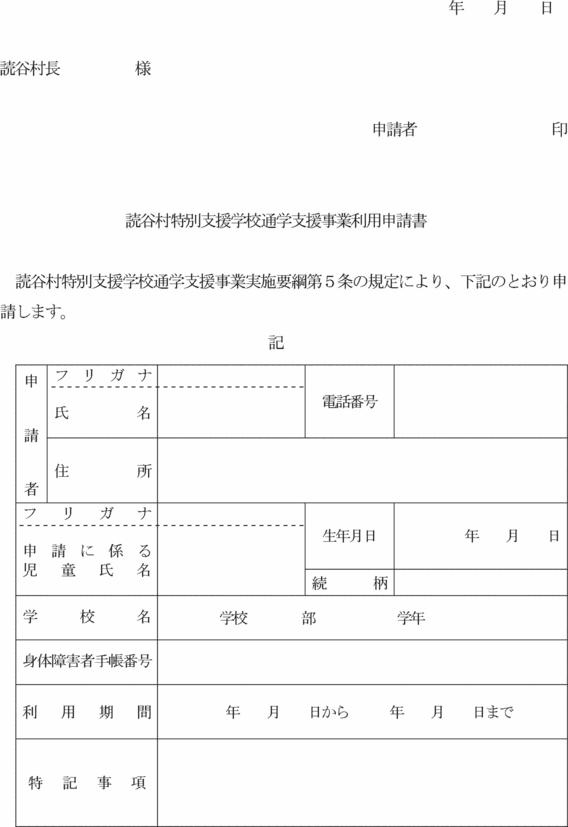 年　　月　　日
読谷村長　　　　　様
申請者　　　　　　　　　印
読谷村特別支援学校通学支援事業利用申請書
読谷村特別支援学校通学支援事業実施要綱第５条の規定により、下記のとおり申
請します。
記
申請者
フリガナ
氏名
電話番号
住所
フリガナ
申請に係る
児童氏名
生年月日
年　　月　　日
続柄
学校名
学校　　　　部　　　　　　学年
身体障害者手帳番号
利用期間
年　　月　　日から　　　年　　月　　日まで
特記事項